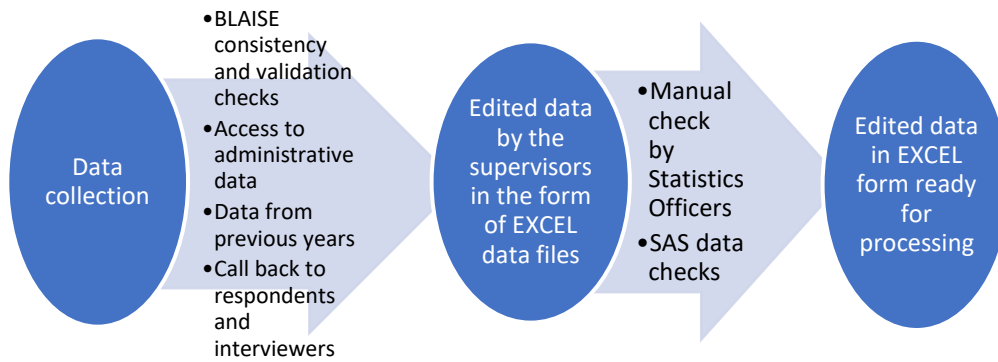 Data
collection
•BLAISE
consistency
and validation
checks
•Access to
administrative
data
•Data from
previous years
•Call back to
respondents
and
interviewers
Edited data
by the
supervisors
in the form
of EXCEL
data files
•Manual
check
by
Statistics
Officers
•SAS data
checks
Edited data
in EXCEL
form ready
for
processing